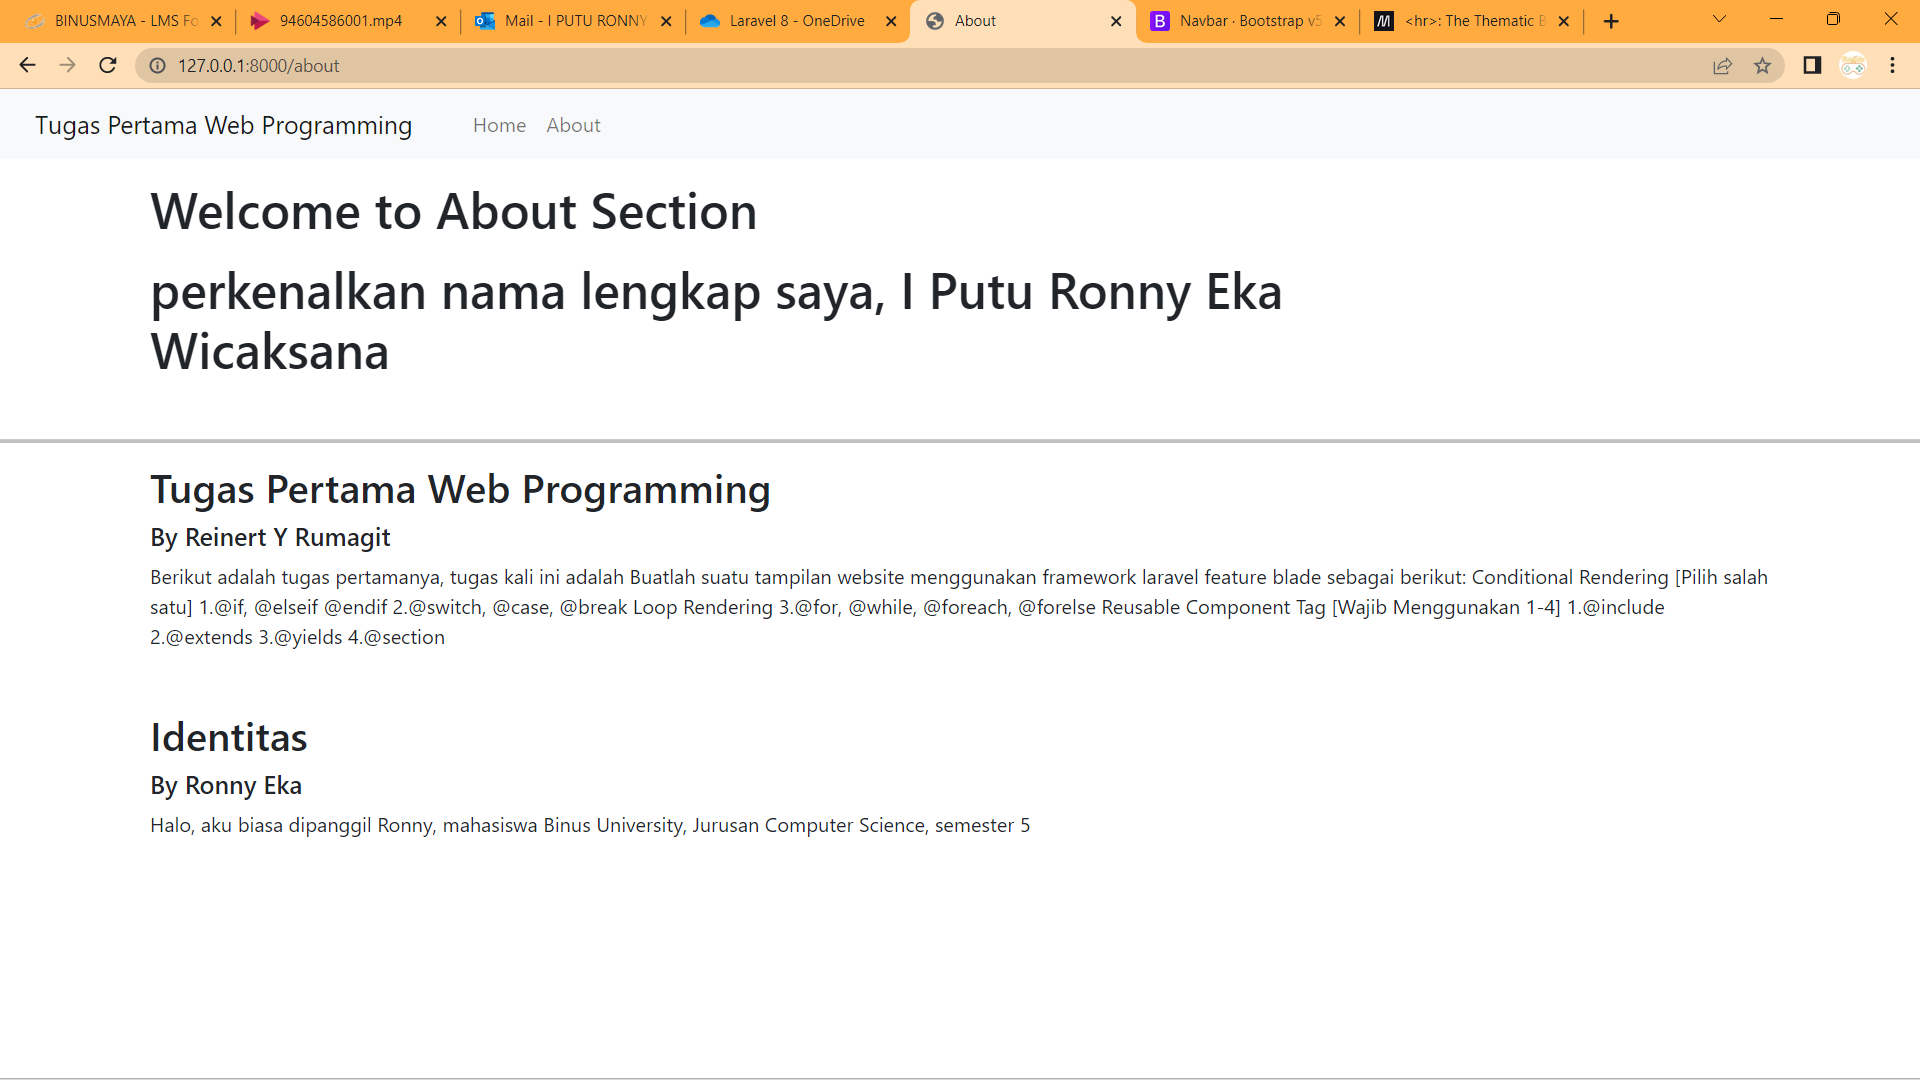 BINUSMAYA - LMS Fo
94604586001.mp4
Mail - I PUTU RONNY
Laravel 8 - OneDrive
About
Navbar · Bootstrap v5
<hr>: The Thematic B
127.0.0.1:8000/about
Tugas Pertama Web Programming
Home
About
Welcome to About Section
perkenalkan nama lengkap saya, I Putu Ronny Eka
Wicaksana
Tugas Pertama Web Programming
By Reinert Y Rumagit
Berikut adalah tugas pertamanya, tugas kali ini adalah Buatlah suatu tampilan website menggunakan framework laravel feature blade sebagai berikut: Conditional Rendering [Pilih salah
satu] 1.@if, @elseif @endif 2.@switch, @case, @break Loop Rendering 3.@for, @while, @foreach, @forelse Reusable Component Tag [Wajib Menggunakan 1-4] 1.@include
2.@extends 3.@yields 4.@section
Identitas
By Ronny Eka
Halo, aku biasa dipanggil Ronny, mahasiswa Binus University, Jurusan Computer Science, semester 5